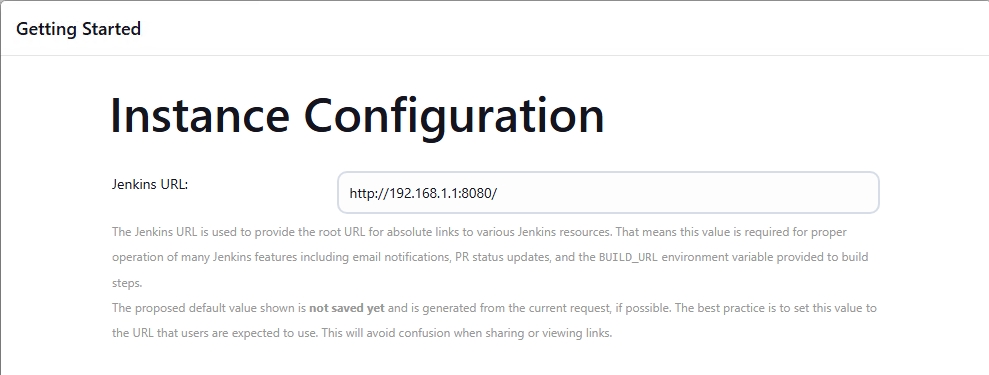 Getting Started
Instance Configuration
Jenkins URL:
http://192.168.1.1:8080/
The Jenkins URL is used to provide the root URL for absolute links to various Jenkins resources. That means this value is required for proper
operation of many Jenkins features including email notifications, PR status updates, and the BUILD_URL environment variable provided to build
steps.
The proposed default value shown is not saved yet and is generated from the current request, if possible. The best practice is to set this value to
the URL that users are expected to use. This will avoid confusion when sharing or viewing links.